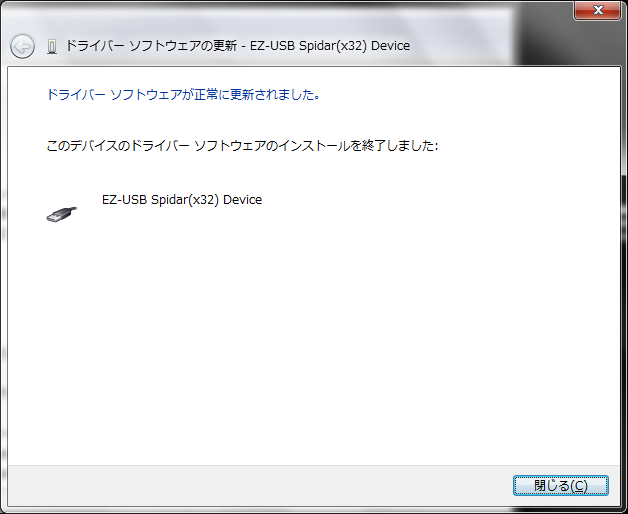 ドライバー ソフトウェアの更新 - EZ-USB Spidar(x32) Device
ドライバー ソフトウェアが正常に更新されました。
このデバイスのドライバー ソフトウェアのインストールを終了しました:
EZ-USB Spidar(x32) Device
閉じる(C)